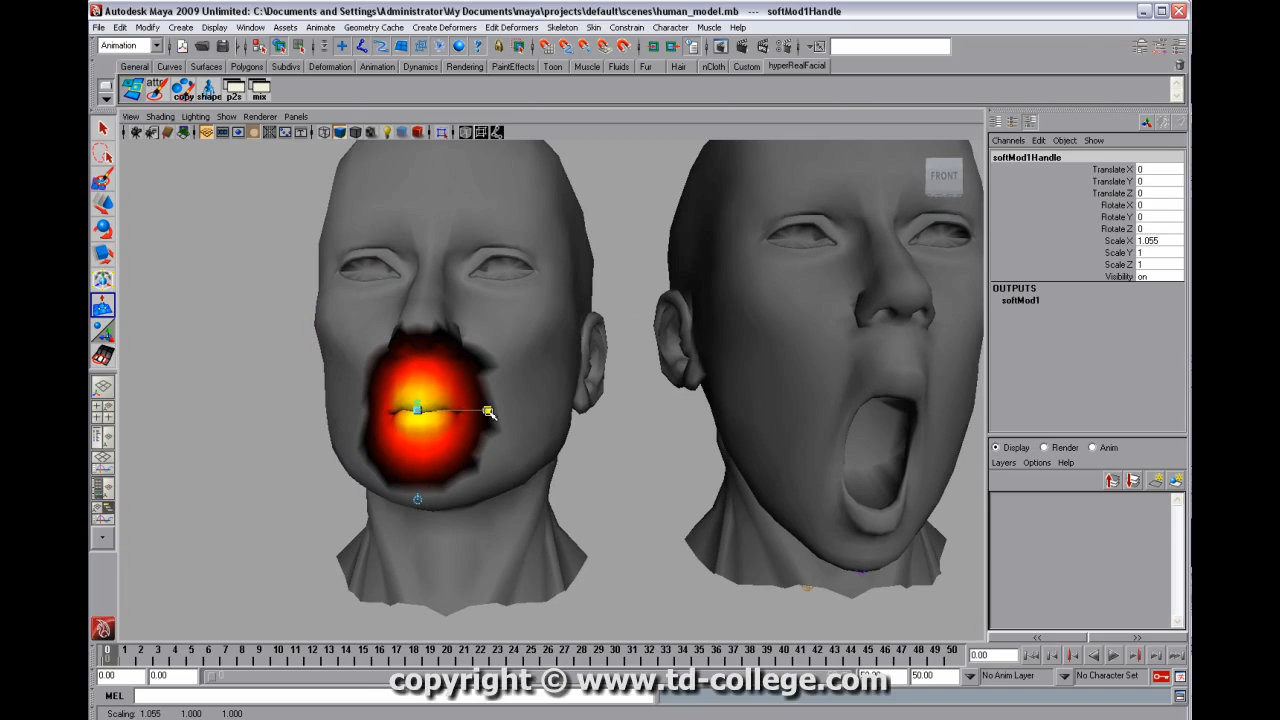 Autodesk Maya 2009 Unlimited: C:\Documents and Settings\Administrator\My Documents\maya\projects\default\scenes\human_model.mb --- softMod1Handle
File Edit Modify Create Display Window Assets Animate Geometry Cache Create Deformers Edit Deformers Skeleton Skin Constrain Character Muscle Help
Animation
General Curves Surfaces Polygons Subdivs Deformation Animation Dynamics Rendering PaintEffects Toon Muscle Fluids Fur Hair nCloth Custom hyperRealFacial
attr copy shape p2s mix
View Shading Lighting Show Renderer Panels
Channels Edit Object Show
softMod1Handle
Translate X 0
Translate Y 0
Translate Z 0
Rotate X 0
Rotate Y 0
Rotate Z 0
Scale X 1.055
Scale Y 1
Scale Z 1
Visibility on
OUTPUTS
softMod1
FRONT
Display Render Anim
Layers Options Help
<< >>
0 1 2 3 4 5 6 7 8 9 10 11 12 13 14 15 16 17 18 19 20 21 22 23 24 25 26 27 28 29 30 31 32 33 34 35 36 37 38 39 40 41 42 43 44 45 46 47 48 49 50 0.00
0.00 0.00 0 50.00 No Anim Layer No Character Set
copyright © www.td-college.com
MEL
Scaling: 1.055 1.000 1.000